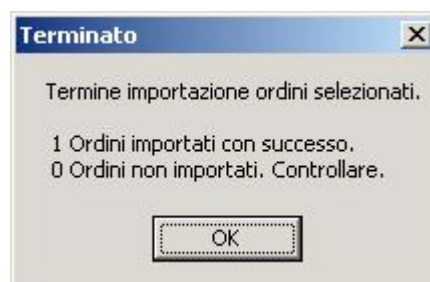 Terminato
Termine importazione ordini selezionati.
1 Ordini importati con successo.
0 Ordini non importati. Controllare.
OK